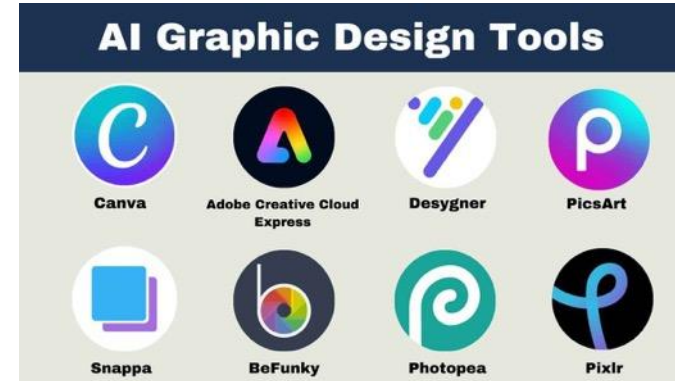 AI Graphic Design Tools
Canva
Adobe Creative Cloud
Express
Desygner
PicsArt
Snappa
BeFunky
Photopea
Pixlr